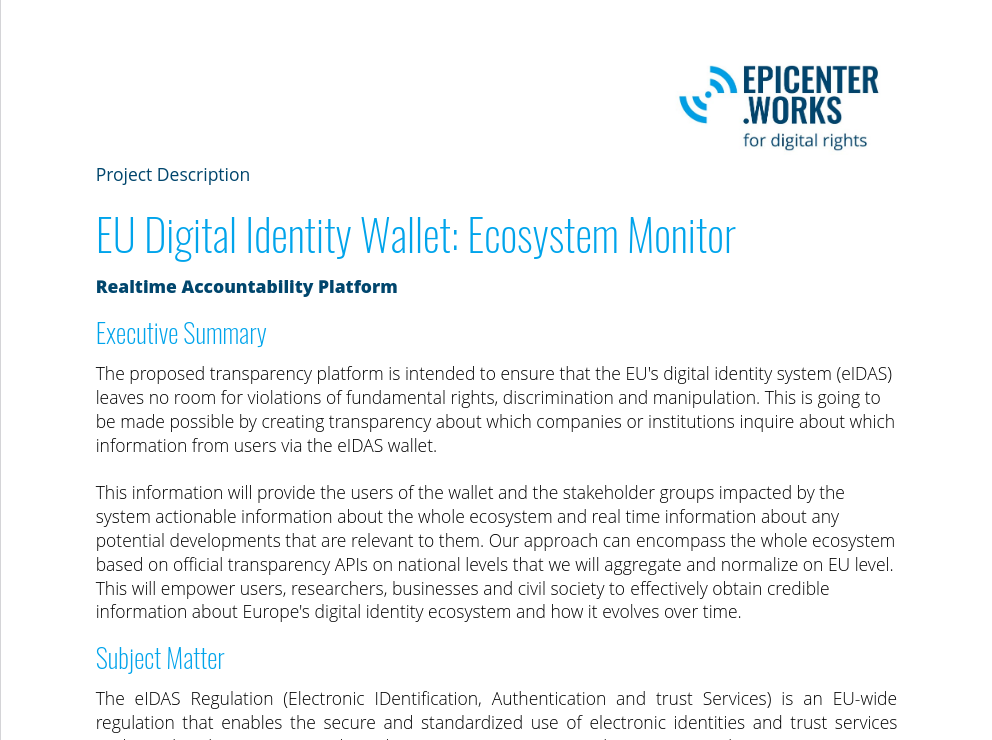 EPICENTER
.WORKS
for digital rights
Project Description
EU Digital Identity Wallet: Ecosystem Monitor
Realtime Accountability Platform
Executive Summary
The proposed transparency platform is intended to ensure that the EU's digital identity system (eIDAS)
leaves no room for violations of fundamental rights, discrimination and manipulation. This is going to
be made possible by creating transparency about which companies or institutions inquire about which
information from users via the eIDAS wallet.
This information will provide the users of the wallet and the stakeholder groups impacted by the
system actionable information about the whole ecosystem and real time information about any
potential developments that are relevant to them. Our approach can encompass the whole ecosystem
based on official transparency APIs on national levels that we will aggregate and normalize on EU level.
This will empower users, researchers, businesses and civil society to effectively obtain credible
information about Europe's digital identity ecosystem and how it evolves over time.
Subject Matter
The eIDAS Regulation (Electronic IDentification, Authentication and trust Services) is an EU-wide
regulation that enables the secure and standardized use of electronic identities and trust services